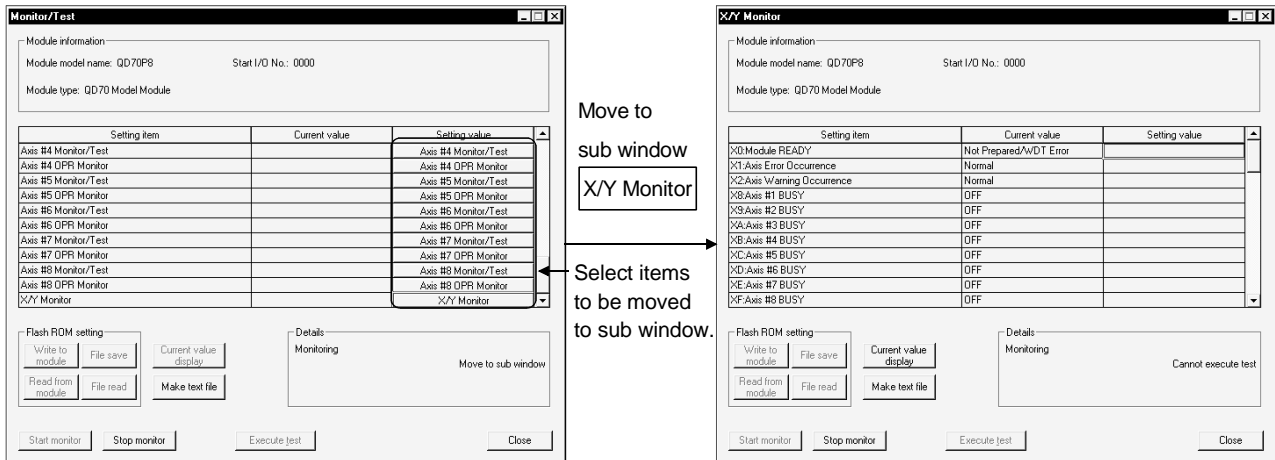 Monitor/Test
Module information
Module model name: QD70P8 Start I/O No.: 0000
Module type: QD70 Model Module
Setting item Current value Setting value
Axis #4 Monitor/Test Axis #4 Monitor/Test
Axis #4 OPR Monitor Axis #4 OPR Monitor
Axis #5 Monitor/Test Axis #5 Monitor/Test
Axis #5 OPR Monitor Axis #5 OPR Monitor
Axis #6 Monitor/Test Axis #6 Monitor/Test
Axis #6 OPR Monitor Axis #6 OPR Monitor
Axis #7 Monitor/Test Axis #7 Monitor/Test
Axis #7 OPR Monitor Axis #7 OPR Monitor
Axis #8 Monitor/Test Axis #8 Monitor/Test
Axis #8 OPR Monitor Axis #8 OPR Monitor
X/Y Monitor X/Y Monitor
Flash ROM setting
Write to
module
File save
Current value
display
Read from
module
File read
Make text file
Details
Monitoring
Move to sub window
Start monitor Stop monitor Execute test Close
Move to
sub window
X/Y Monitor
Select items
to be moved
to sub window.
X/Y Monitor
Module information
Module model name: QD70P8 Start I/O No.: 0000
Module type: QD70 Model Module
Setting item Current value Setting value
X0:Module READY Not Prepared/WDT Error
X1:Axis Error Occurrence Normal
X2:Axis Warning Occurrence Normal
X8:Axis #1 BUSY OFF
X9:Axis #2 BUSY OFF
XA:Axis #3 BUSY OFF
XB:Axis #4 BUSY OFF
XC:Axis #5 BUSY OFF
XD:Axis #6 BUSY OFF
XE:Axis #7 BUSY OFF
XF:Axis #8 BUSY OFF
Flash ROM setting
Write to
module
File save
Current value
display
Read from
module
File read
Make text file
Details
Monitoring
Cannot execute test
Start monitor Stop monitor Execute test Close